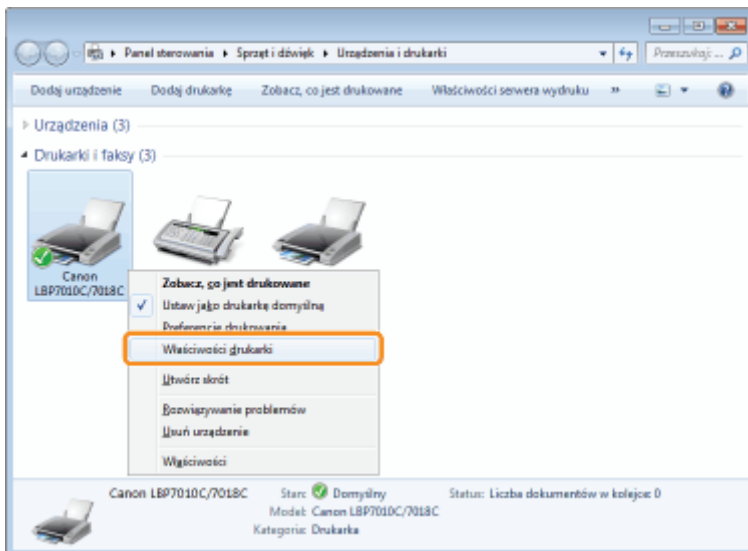 Panel sterowania ▸ Sprzęt i dźwięk ▸ Urządzenia i drukarki
Przeszukaj: ...
Dodaj urządzenie Dodaj drukarkę Zobacz, co jest drukowane Właściwości serwera wydruku »
Urządzenia (3)
Drukarki i faksy (3)
Canon
LBP7010C/7018C
Zobacz, co jest drukowane
Ustaw jako drukarkę domyślną
Preferencje drukowania
Właściwości drukarki
Utwórz skrót
Rozwiązywanie problemów
Usuń urządzenie
Właściwości
Canon LBP7010C/7018C Stan: Domyślny Status: Liczba dokumentów w kolejce: 0
Model: Canon LBP7010C/7018C
Kategoria: Drukarka